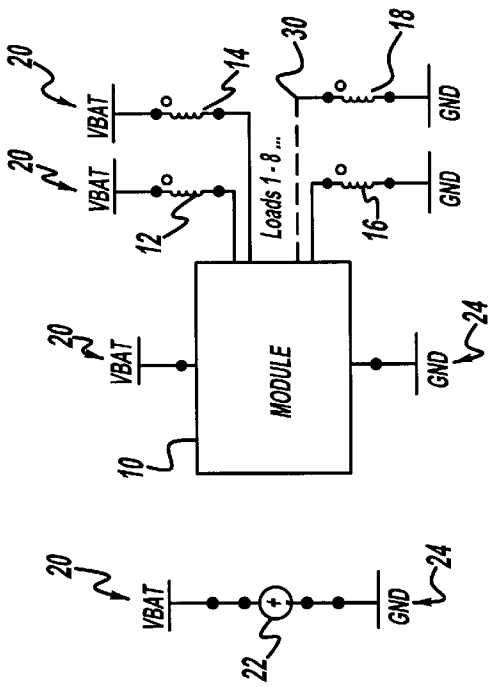 20
20
VBAT
VBAT
14
12
20
VBAT
Loads 1 - 8 ...
30
18
16
GND
GND
10
MODULE
GND
24
20
VBAT
+
22
GND
24